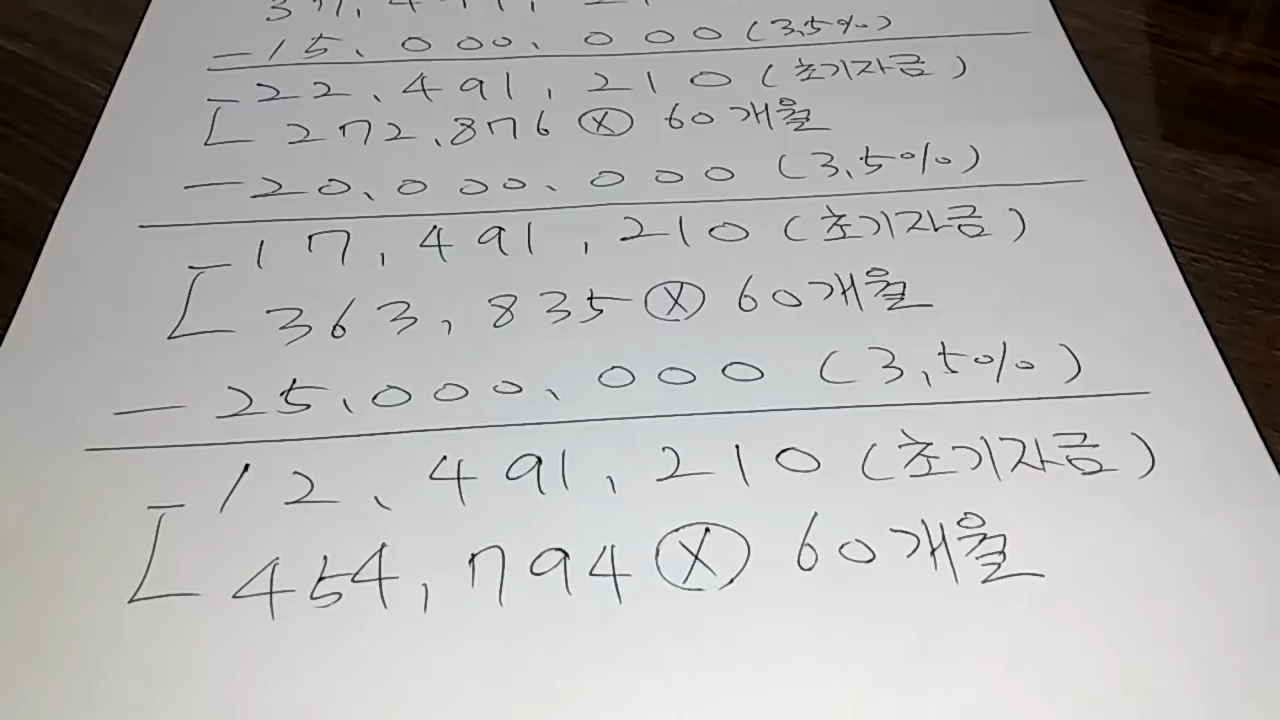 -15,000,000 (3.5%)
22,491,210 (초기자금)
272,876 ⓧ 60개월
-20,000,000 (3.5%)
17,491,210 (초기자금)
363,835 ⓧ 60개월
-25,000,000 (3,5%)
12,491,210 (초기자금)
454,794 ⓧ 60개월